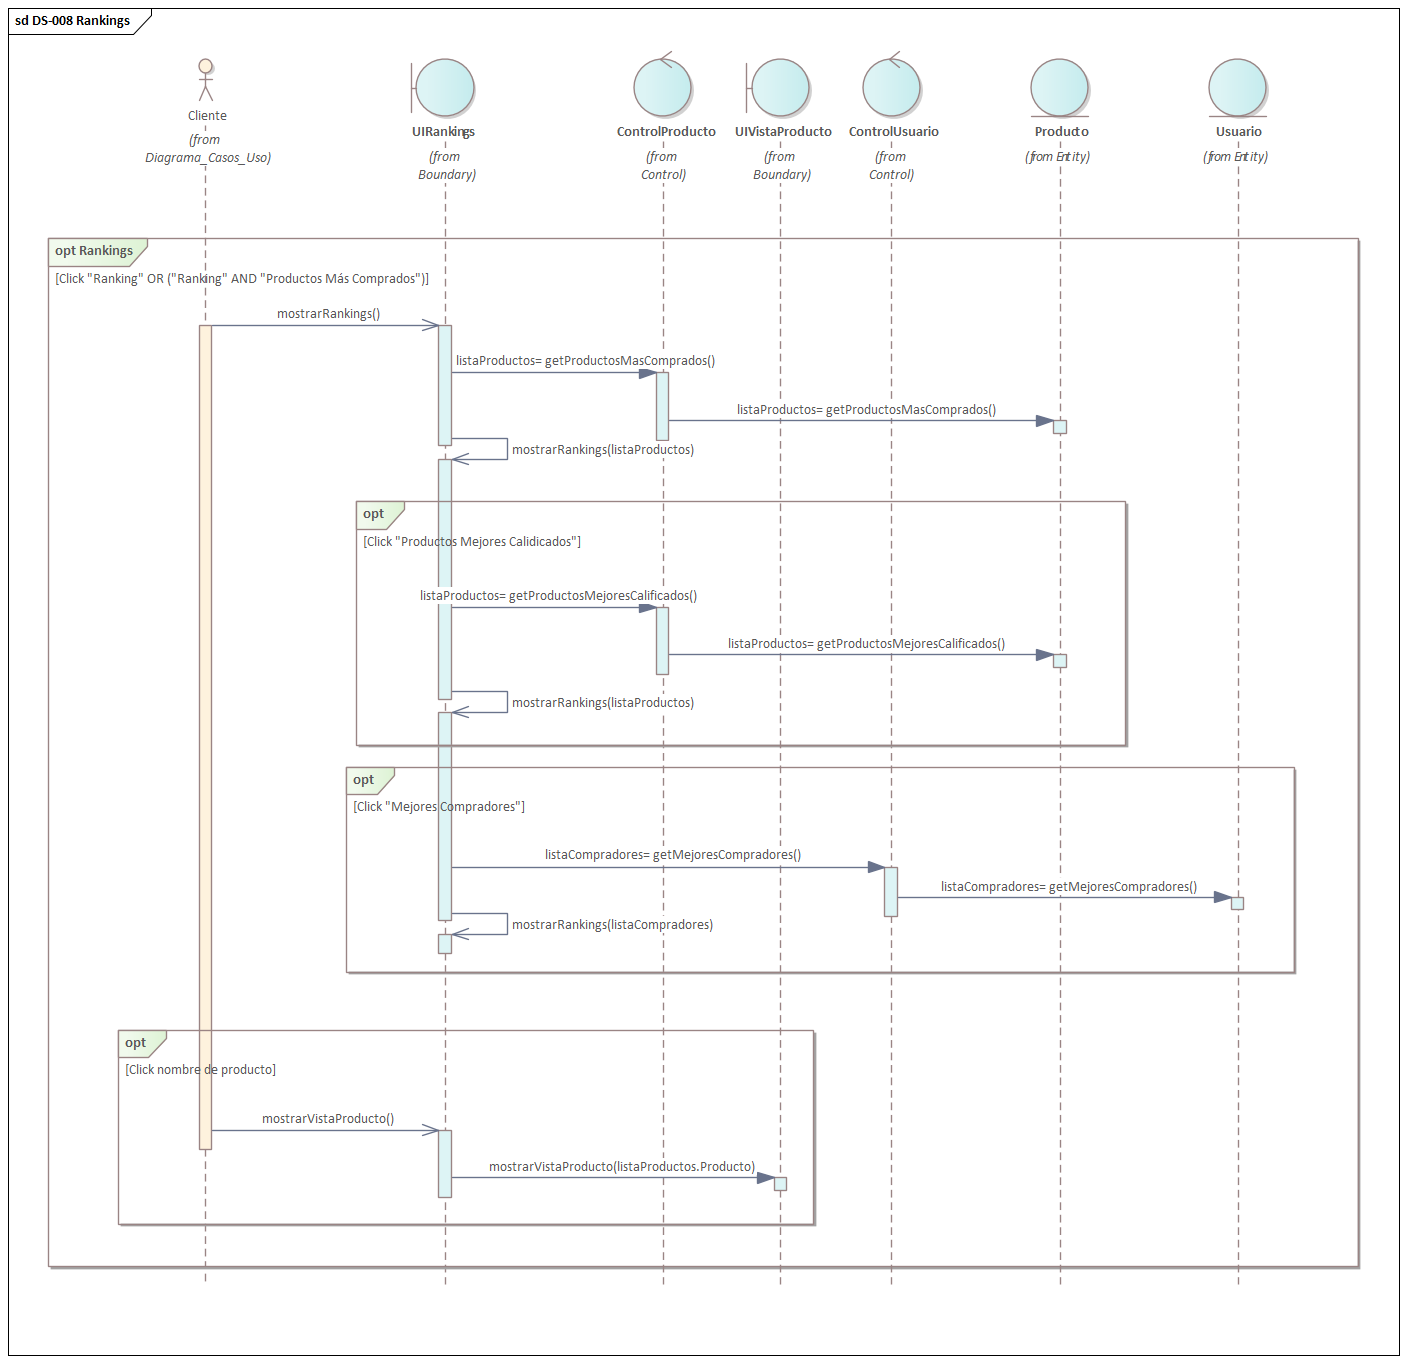 sd DS-008 Rankings
Cliente
(from
Diagrama_Casos_Uso)
UIRankings
(from
Boundary)
ControlProducto
(from
Control)
UIVistaProducto
(from
Boundary)
ControlUsuario
(from
Control)
Producto
(from Entity)
Usuario
(from Entity)
opt Rankings
[Click "Ranking" OR ("Ranking" AND "Productos Más Comprados")]
mostrarRankings()
listaProductos= getProductosMasComprados()
listaProductos= getProductosMasComprados()
mostrarRankings(listaProductos)
opt
[Click "Productos Mejores Calidicados"]
listaProductos= getProductosMejoresCalificados()
listaProductos= getProductosMejoresCalificados()
mostrarRankings(listaProductos)
opt
[Click "Mejores Compradores"]
listaCompradores= getMejoresCompradores()
listaCompradores= getMejoresCompradores()
mostrarRankings(listaCompradores)
opt
[Click nombre de producto]
mostrarVistaProducto()
mostrarVistaProducto(listaProductos.Producto)